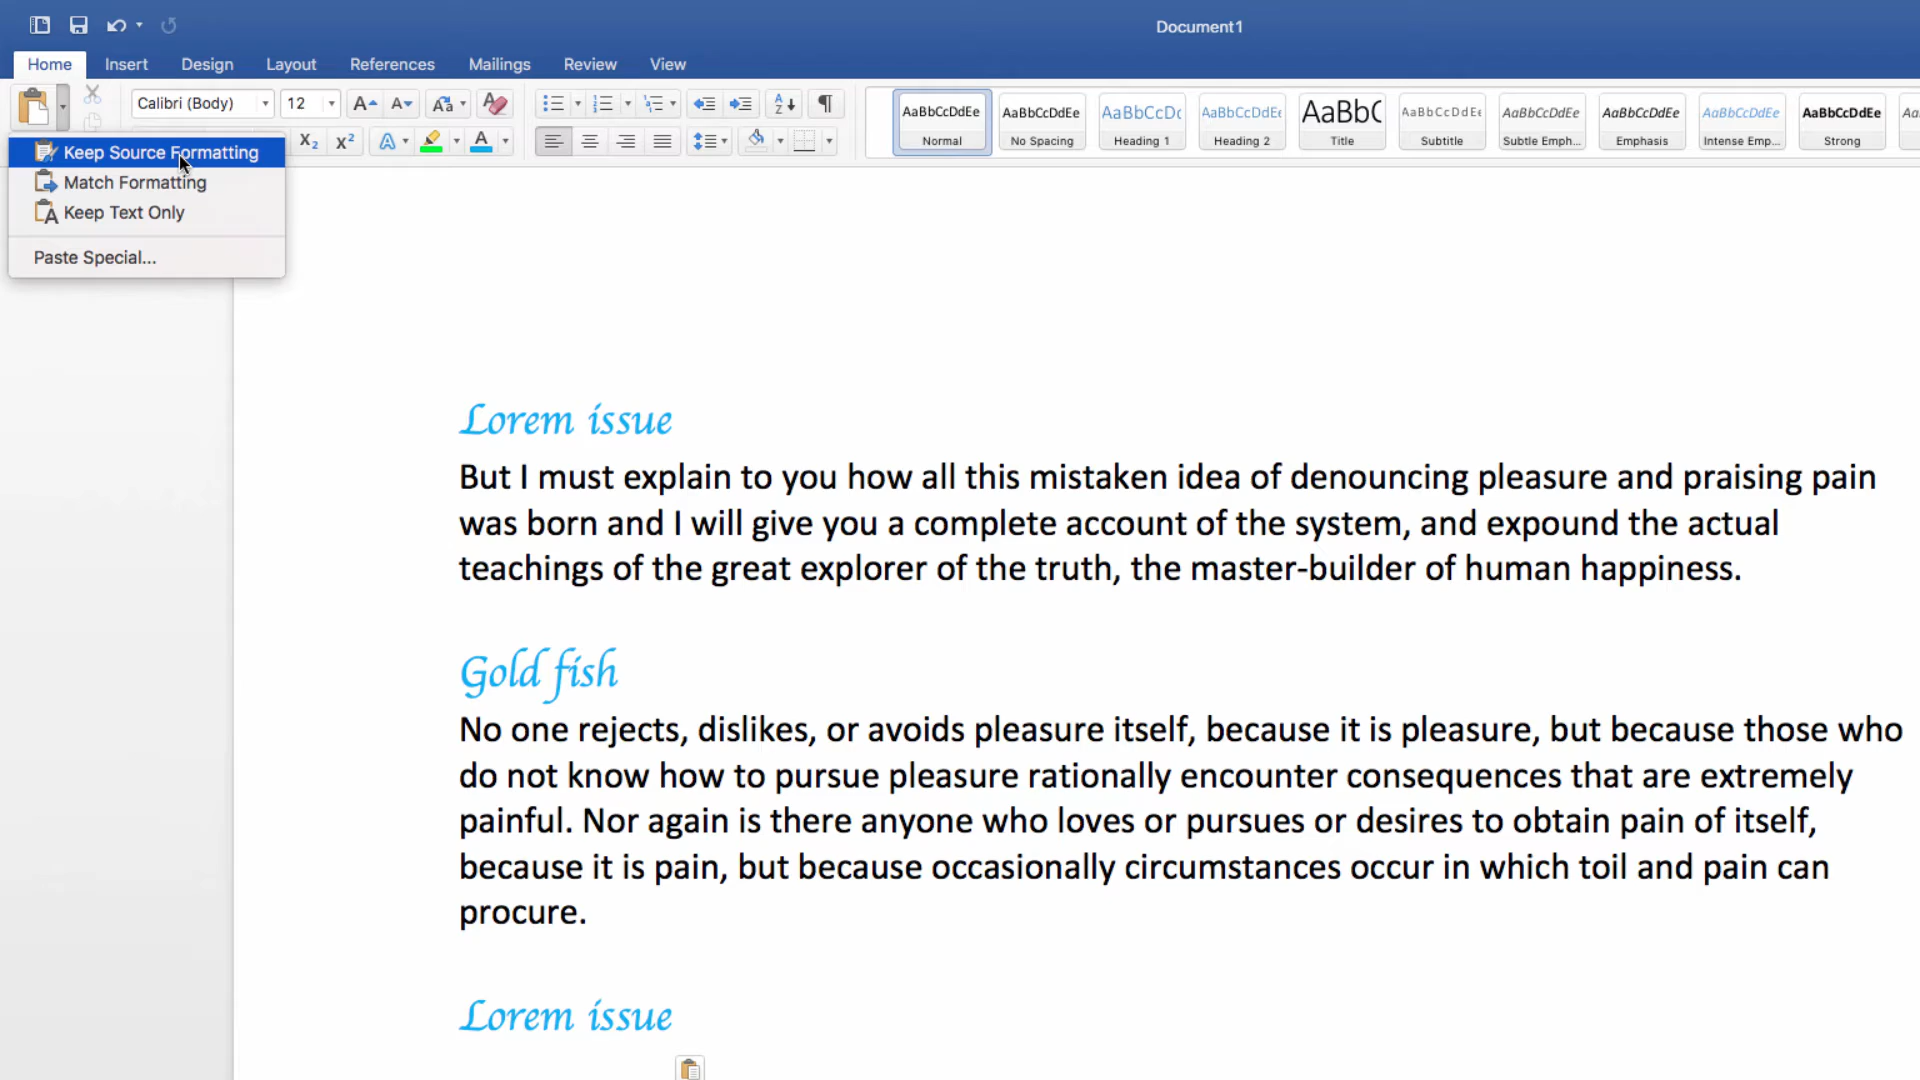 Document1
Home Insert Design Layout References Mailings Review View
Calibri (Body) 12
AaBbCcDdEe AaBbCcDdEe AaBbCcDc AaBbCcDdEe AaBbC AaBbCcDdEe AaBbCcDdEe AaBbCcDdEe AaBbCcDdEe AaBbCcDdEe
Normal No Spacing Heading 1 Heading 2 Title Subtitle Subtle Emph... Emphasis Intense Emp... Strong
Keep Source Formatting
Match Formatting
Keep Text Only
Paste Special...
Lorem issue
But I must explain to you how all this mistaken idea of denouncing pleasure and praising pain
was born and I will give you a complete account of the system, and expound the actual
teachings of the great explorer of the truth, the master-builder of human happiness.
Gold fish
No one rejects, dislikes, or avoids pleasure itself, because it is pleasure, but because those who
do not know how to pursue pleasure rationally encounter consequences that are extremely
painful. Nor again is there anyone who loves or pursues or desires to obtain pain of itself,
because it is pain, but because occasionally circumstances occur in which toil and pain can
procure.
Lorem issue